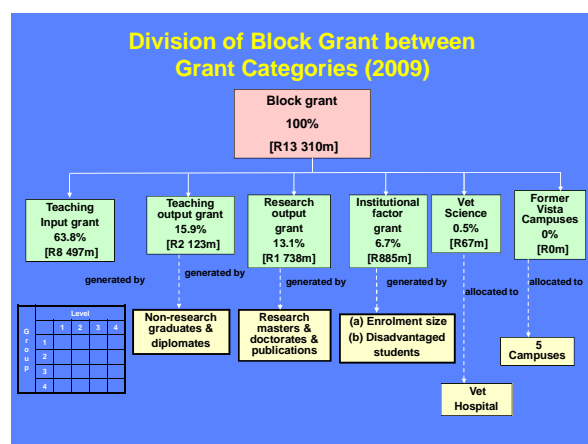 Division of Block Grant between
Grant Categories (2009)
Block grant
100%
[R13 310m]
Teaching
Input grant
63.8%
[R8 497m]
Teaching
output grant
15.9%
[R2 123m]
Research
output
grant
13.1%
[R1 738m]
Institutional
factor
grant
6.7%
[R885m]
Vet
Science
0.5%
[R67m]
Former
Vista
Campuses
0%
[R0m]
generated by
generated by
generated by
generated by
allocated to
allocated to
Group
Level
1 2 3 4
1
2
3
4
Non-research
graduates &
diplomates
Research
masters &
doctorates &
publications
(a) Enrolment size
(b) Disadvantaged
students
5
Campuses
Vet
Hospital